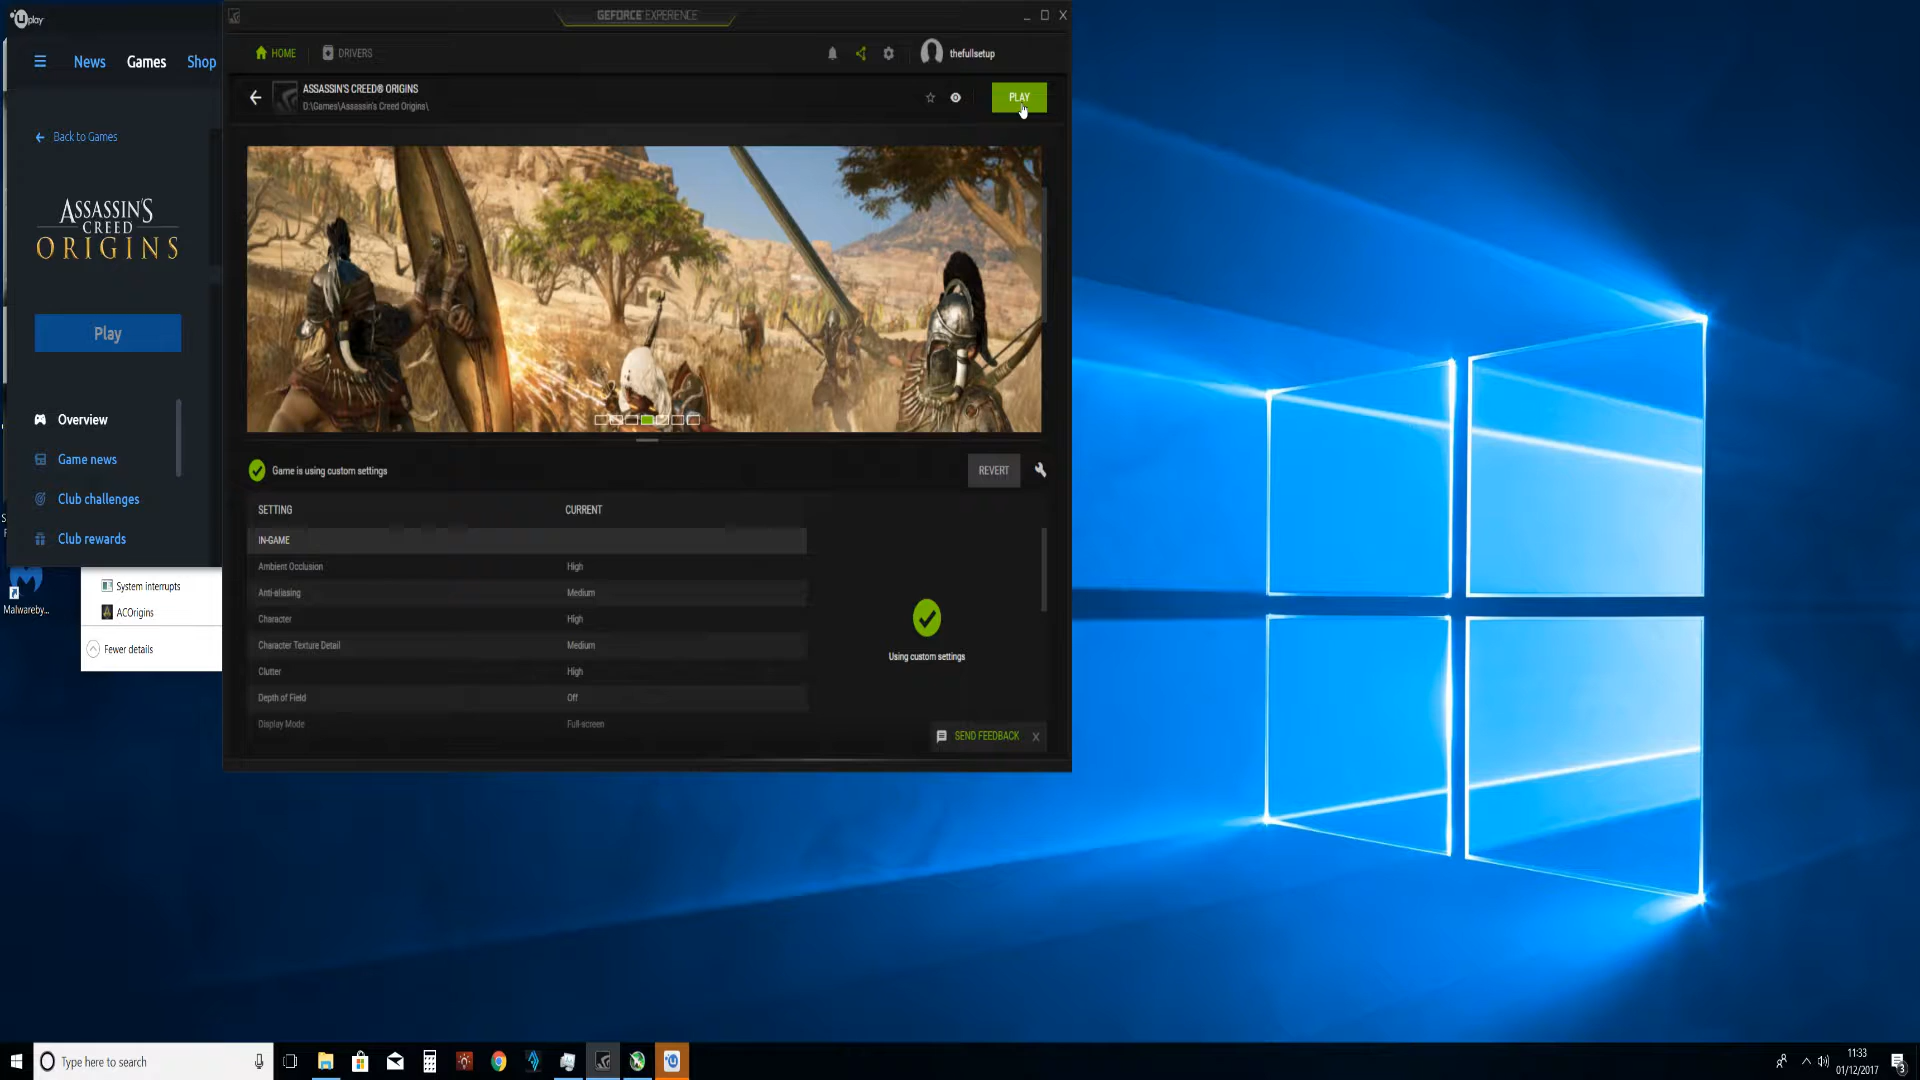 Uplay
News Games Shop
Back to Games
ASSASSIN'S
CREED
ORIGINS
Play
Overview
Game news
Club challenges
Club rewards
Malwareby...
System interrupts
ACOrigins
Fewer details
GEFORCE EXPERIENCE
HOME DRIVERS
thefullsetup
ASSASSIN'S CREED® ORIGINS
D:\Games\Assassin's Creed Origins\
PLAY
Game is using custom settings
REVERT
SETTING CURRENT
IN-GAME
Ambient Occlusion High
Anti-aliasing Medium
Character High
Character Texture Detail Medium
Clutter High
Depth of Field Off
Display Mode Full-screen
Using custom settings
SEND FEEDBACK X
Type here to search
11:33
01/12/2017
3